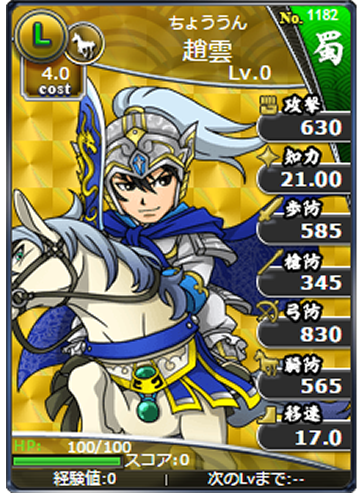 L
4.0
cost
ちょううん
趙雲
Lv.0
No. 1182
蜀
攻撃
630
知力
21.00
歩防
585
槍防
345
弓防
830
騎防
565
移速
17.0
HP: 100/100
スコア:0
経験値:0 | 次のLvまで:--